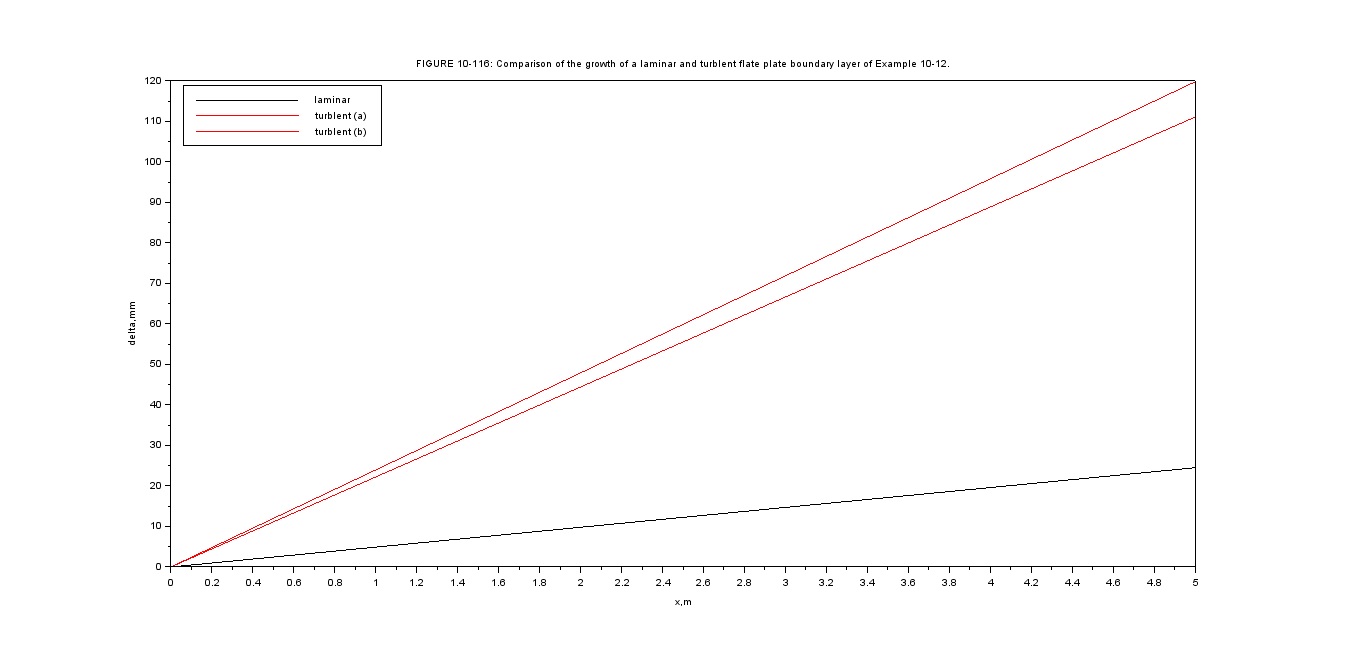 FIGURE 10-116: Comparison of the growth of a laminar and turblent flate plate boundary layer of Example 10-12.
laminar
turblent (a)
turblent (b)
120
110
100
90
80
70
60
50
40
30
20
10
0
delta,mm
0 0.2 0.4 0.6 0.8 1 1.2 1.4 1.6 1.8 2 2.2 2.4 2.6 2.8 3 3.2 3.4 3.6 3.8 4 4.2 4.4 4.6 4.8 5
x,m